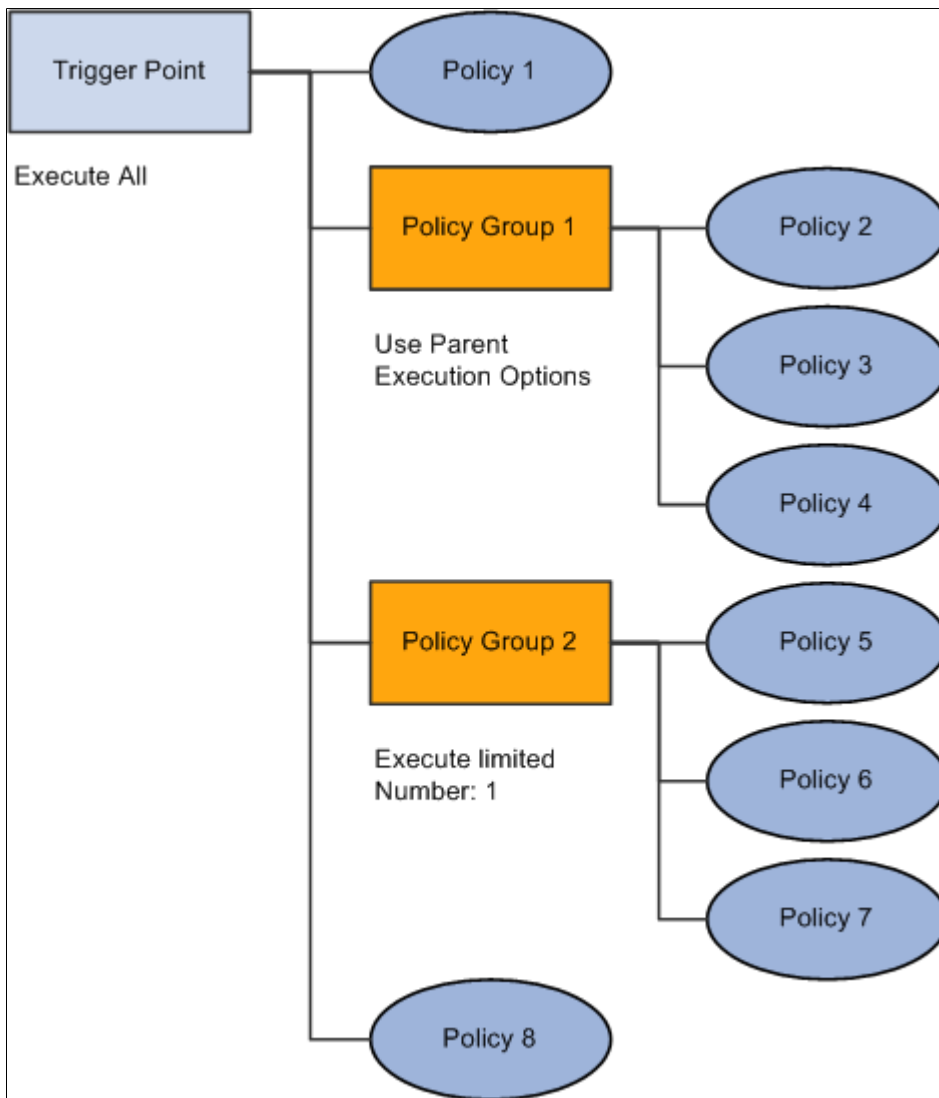 Trigger Point
Policy 1
Execute All
Policy Group 1
Policy 2
Use Parent
Execution Options
Policy 3
Policy 4
Policy Group 2
Policy 5
Execute limited
Number: 1
Policy 6
Policy 7
Policy 8